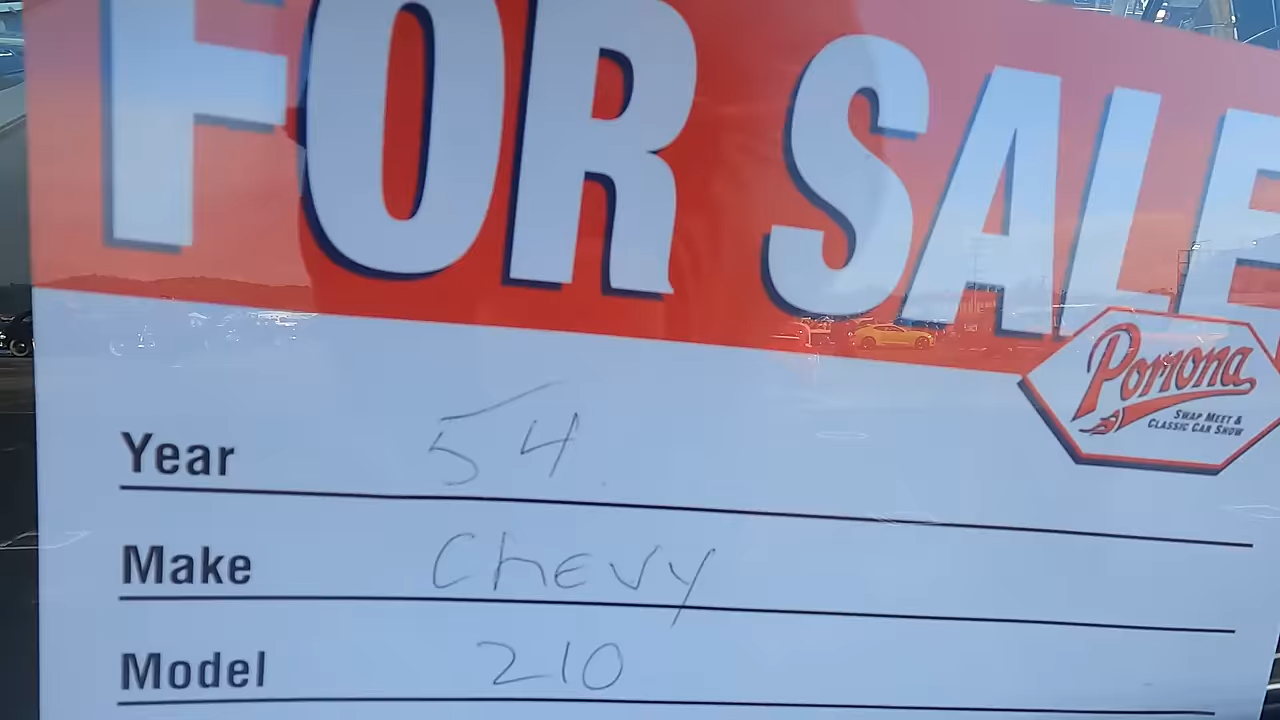 FOR SALE
Pomona
SWAP MEET &
CLASSIC CAR SHOW
Year 54
Make Chevy
Model 210